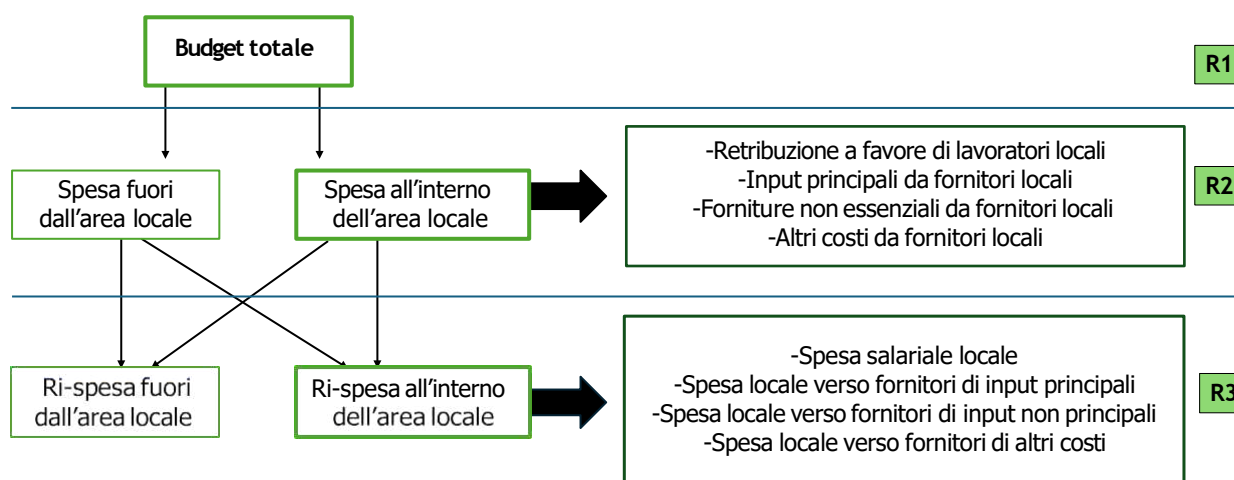 Budget totale
R1
Spesa fuori
dall'area locale
Spesa all'interno
dell'area locale
-Retribuzione a favore di lavoratori locali
-Input principali da fornitori locali
-Forniture non essenziali da fornitori locali
-Altri costi da fornitori locali
R2
Ri-spesa fuori
dall'area locale
Ri-spesa all'interno
dell'area locale
-Spesa salariale locale
-Spesa locale verso fornitori di input principali
-Spesa locale verso fornitori di input non principali
-Spesa locale verso fornitori di altri costi
R3